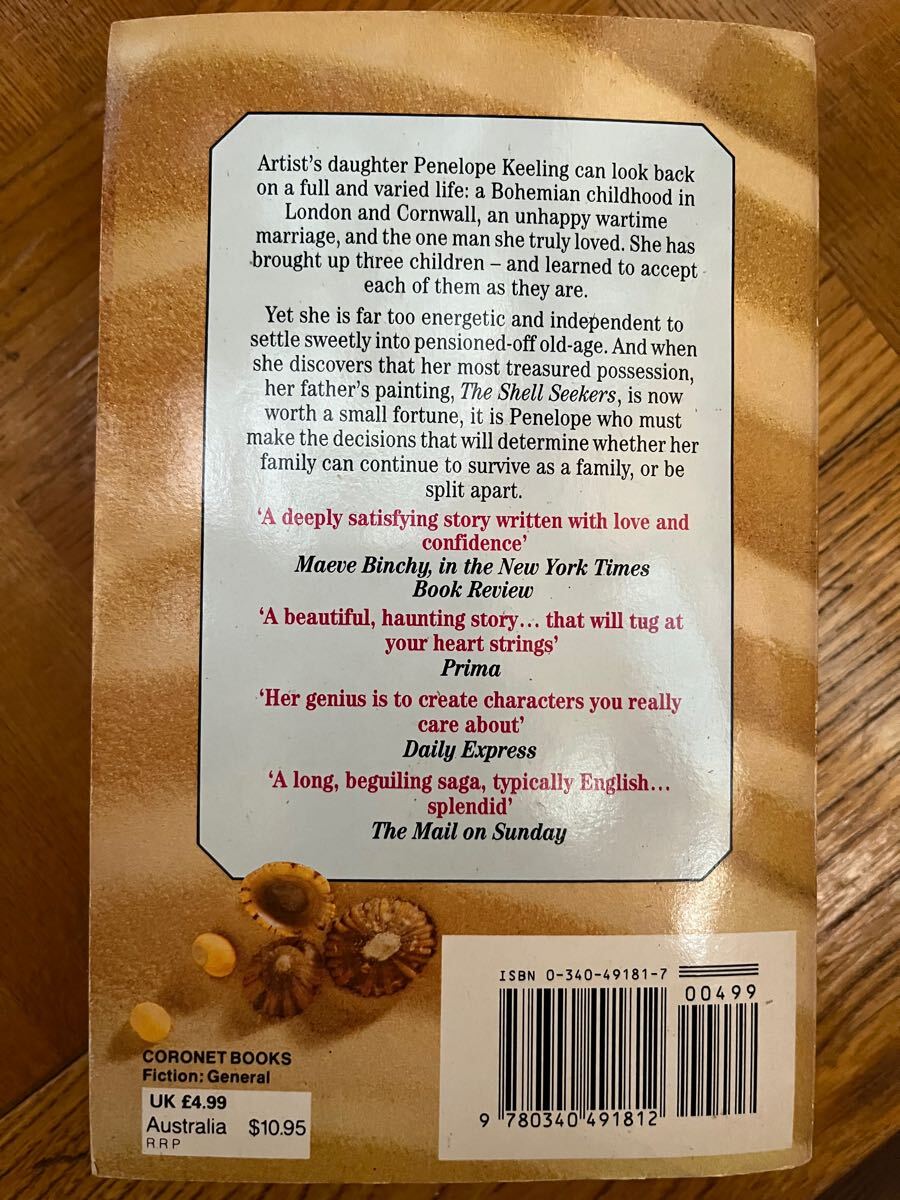 Artist's daughter Penelope Keeling can look back
on a full and varied life: a Bohemian childhood in
London and Cornwall, an unhappy wartime
marriage, and the one man she truly loved. She has
brought up three children – and learned to accept
each of them as they are.
Yet she is far too energetic and independent to
settle sweetly into pensioned-off old-age. And when
she discovers that her most treasured possession,
her father's painting, The Shell Seekers, is now
worth a small fortune, it is Penelope who must
make the decisions that will determine whether her
family can continue to survive as a family, or be
split apart.
‘A deeply satisfying story written with love and
confidence’
Maeve Binchy, in the New York Times
Book Review
‘A beautiful, haunting story… that will tug at
your heart strings’
Prima
‘Her genius is to create characters you really
care about’
Daily Express
‘A long, beguiling saga, typically English…
splendid’
The Mail on Sunday
ISBN 0-340-49181-7
00499
9 780340 491812
CORONET BOOKS
Fiction: General
UK £4.99
Australia $10.95
RRP